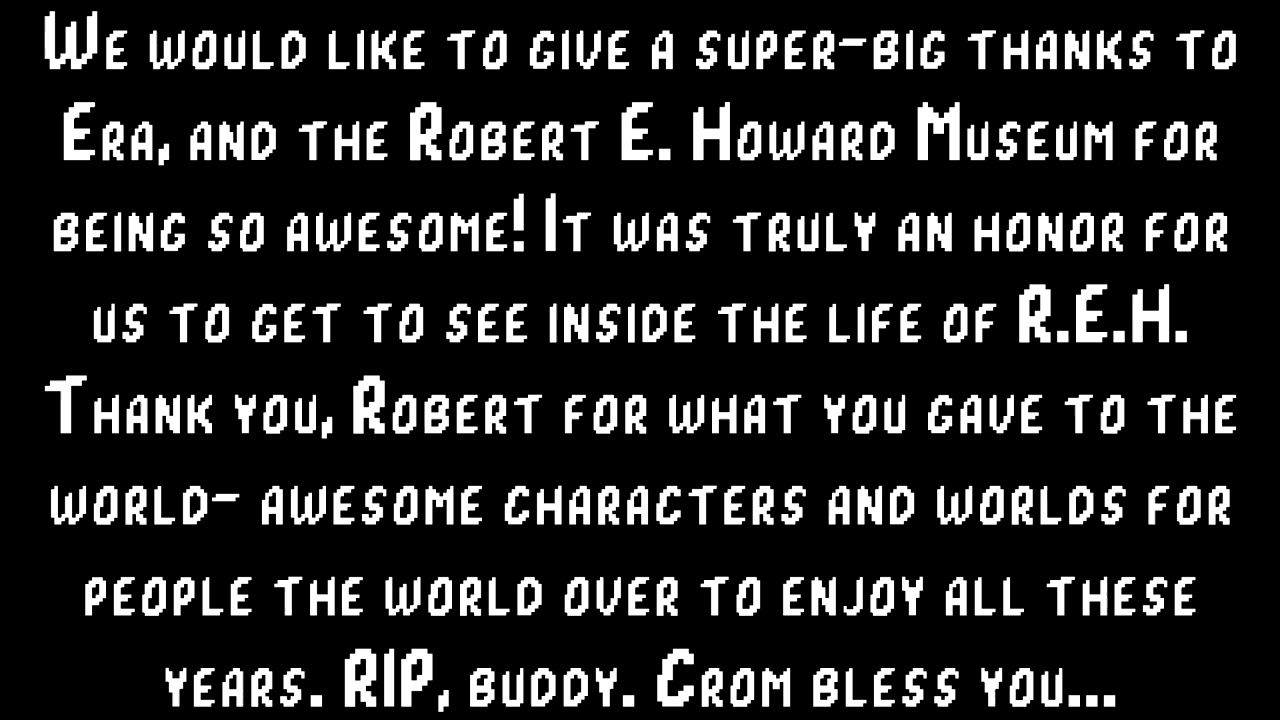 We would like to give a super-big thanks to
Era, and the Robert E. Howard Museum for
being so awesome! It was truly an honor for
us to get to see inside the life of R.E.H.
Thank you, Robert for what you gave to the
world- awesome characters and worlds for
people the world over to enjoy all these
years. RIP, buddy. Crom bless you...